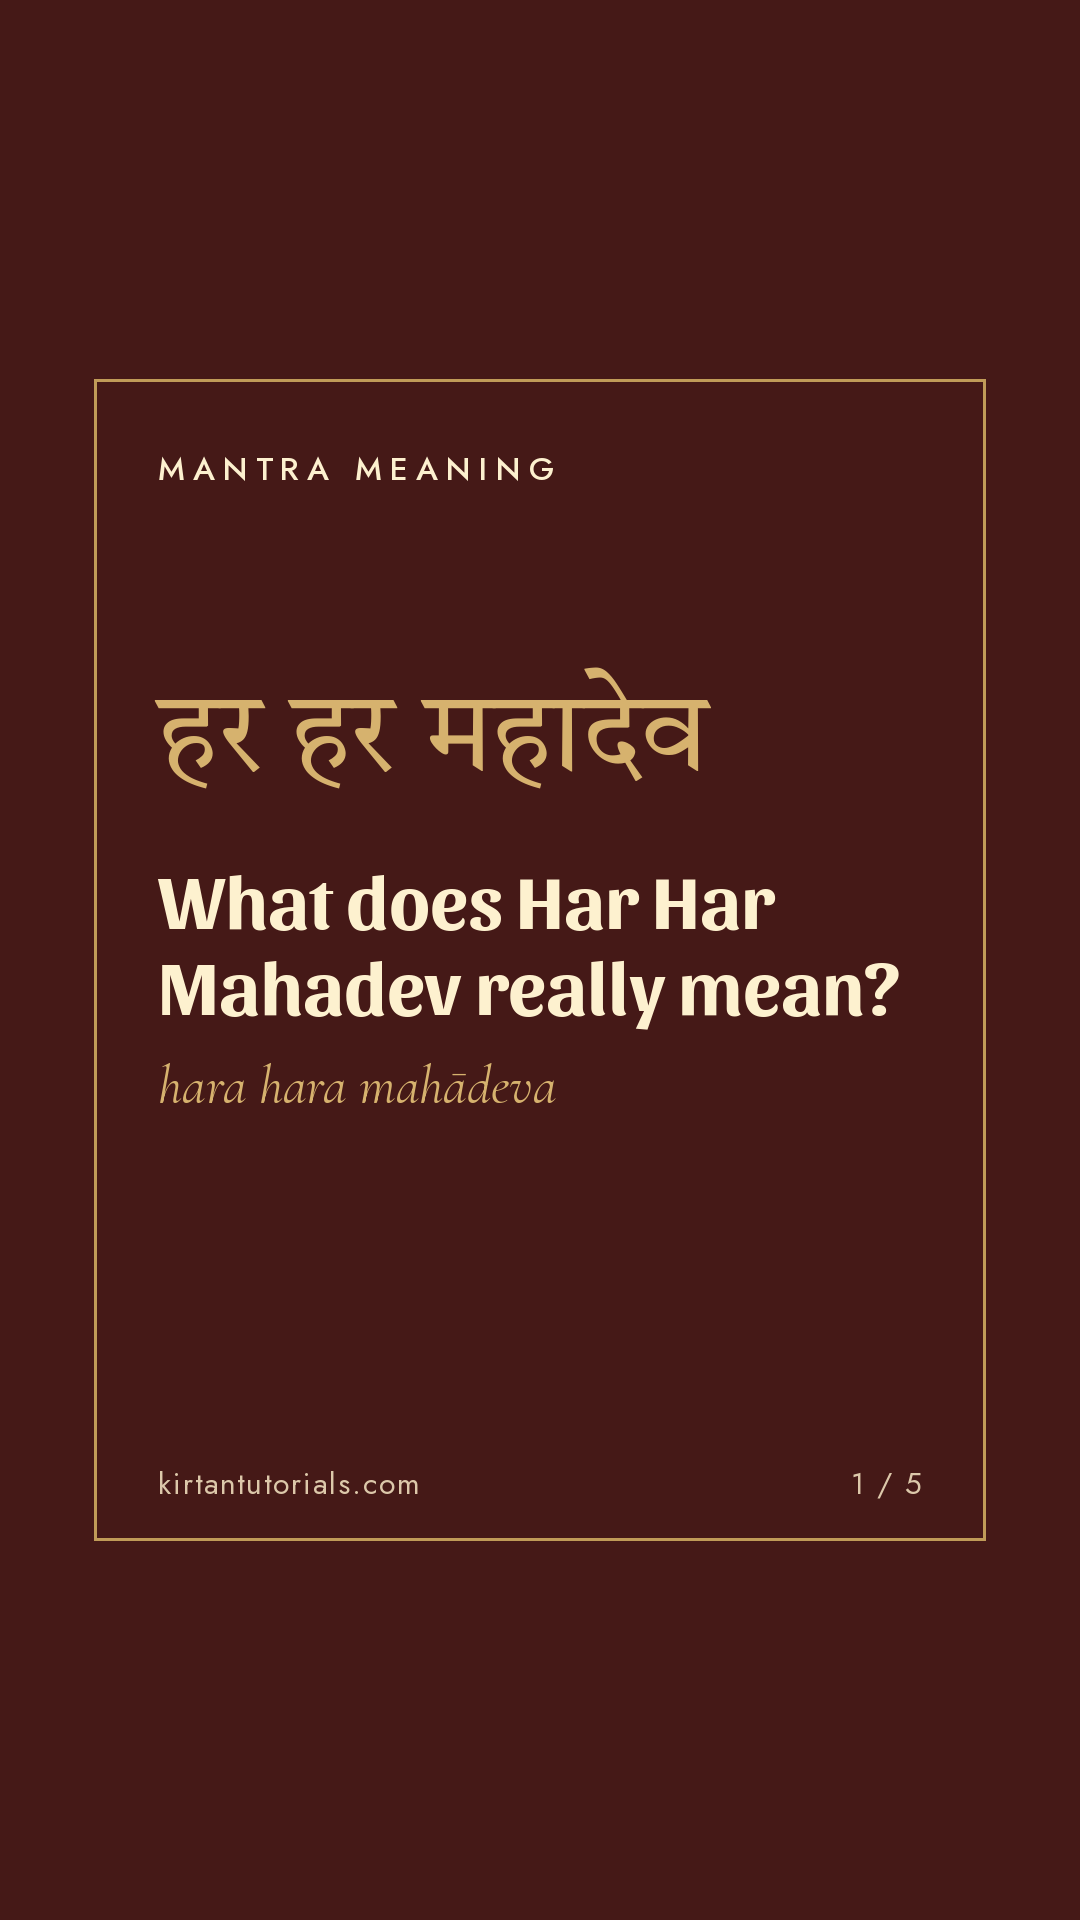 MANTRA MEANING
हर हर महादेव
What does Har Har
Mahadev really mean?
hara hara mahādeva
kirtantutorials.com
1 / 5